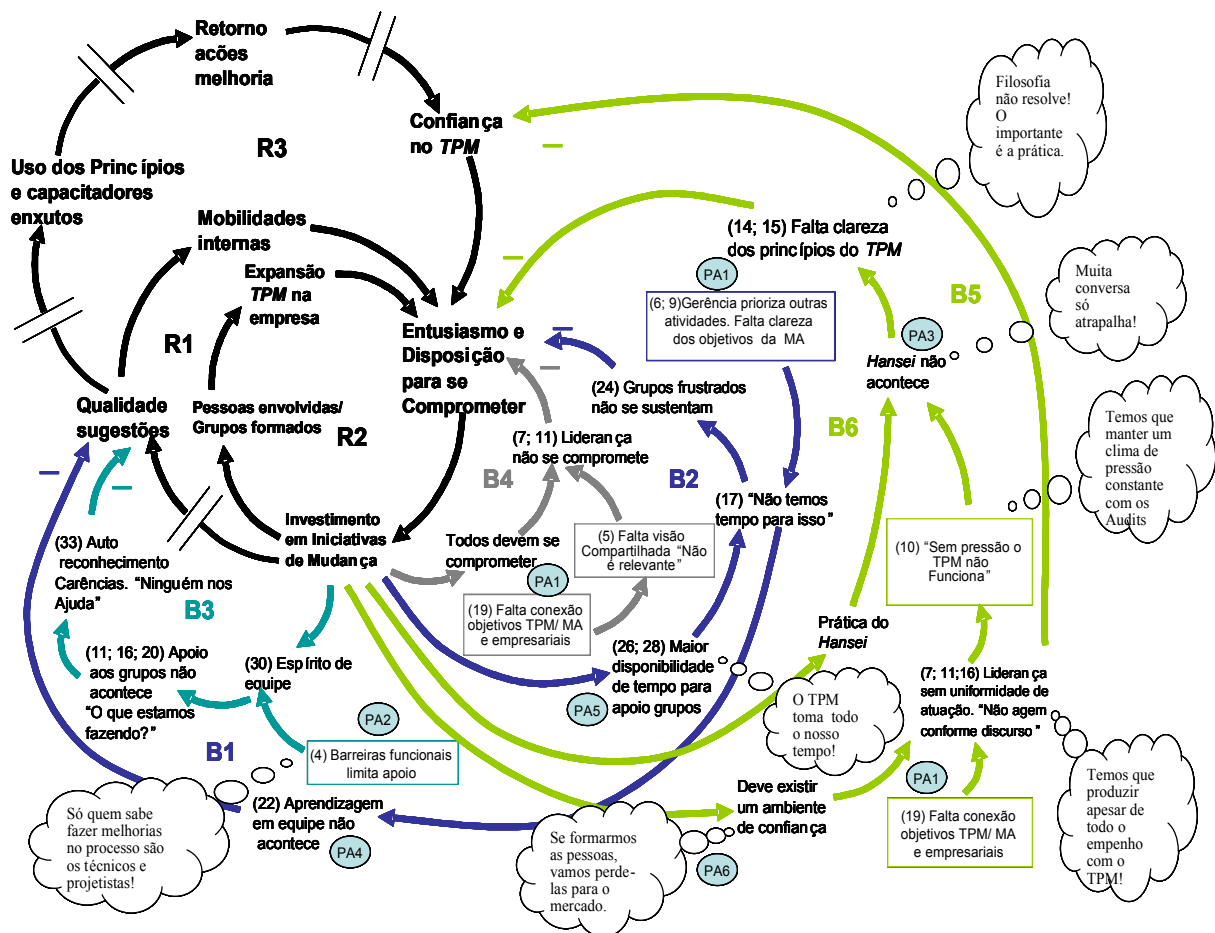 Retorno
ações
melhoria
Confiança
no TPM
R3
Uso dos Princípios
e capacitadores
enxutos
Mobilidades
internas
Expansão
TPM na
empresa
R1
Entusiasmo e
Disposição
para se
Comprometer
Qualidade
sugestões
Pessoas envolvidas/
Grupos formados
R2
Investimento
em Iniciativas
de Mudança
Filosofia
não resolve!
O
importante
é a prática.
(14; 15) Falta clareza
dos princípios do TPM
PA1
(6; 9)Gerência prioriza outras
atividades. Falta clareza
dos objetivos da MA
B5
Muita
conversa
só
atrapalha!
PA3
Hansei não
acontece
(24) Grupos frustrados
não se sustentam
B6
Temos que
manter um
clima de
pressão
constante
com os
Audits
(7; 11) Liderança
não se compromete
B4
B2
(17) “Não temos
tempo para isso”
Todos devem se
comprometer
(5) Falta visão
Compartilhada “Não
é relevante”
PA1
(19) Falta conexão
objetivos TPM/ MA
e empresariais
(10) “Sem pressão o
TPM não
Funciona”
(33) Auto
reconhecimento
Carências. “Ninguém nos
Ajuda”
B3
(11; 16; 20) Apoio
aos grupos não
acontece
“O que estamos
fazendo?”
(30) Espírito de
equipe
PA2
(4) Barreiras funcionais
limita apoio
B1
(26; 28) Maior
disponibilidade
de tempo para
apoio grupos
PA5
Prática do
Hansei
O TPM
toma todo
o nosso
tempo!
(7; 11;16) Liderança
sem uniformidade de
atuação. “Não agem
conforme discurso”
PA1
(19) Falta conexão
objetivos TPM/ MA
e empresariais
Deve existir
um ambiente
de confiança
Temos que
produzir
apesar de
todo o
empenho
com o
TPM!
Só quem sabe
fazer melhorias
no processo são
os técnicos e
projetistas!
(22) Aprendizagem
em equipe não
acontece
PA4
Se formarmos
as pessoas,
vamos perde-
las para o
mercado.
PA6